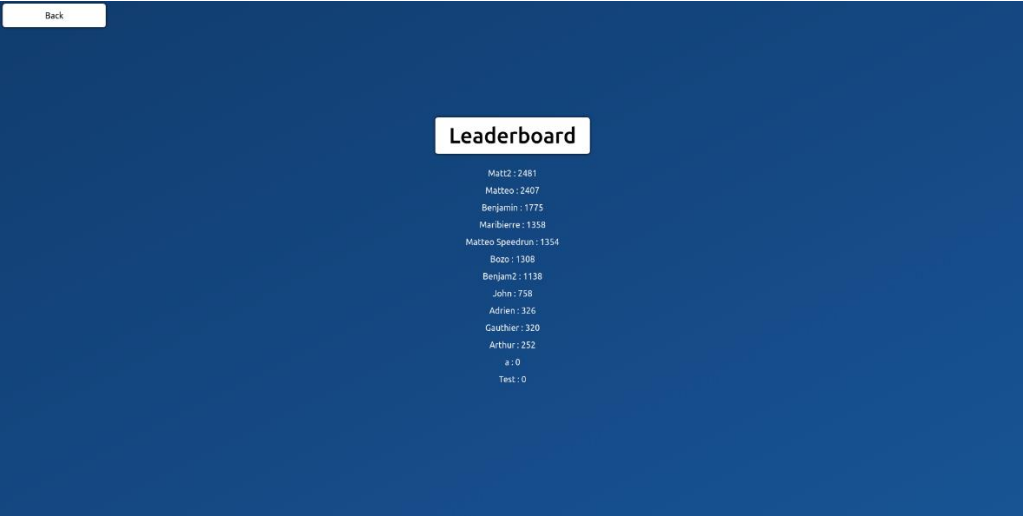 Back
Leaderboard
Matt2 : 2481
Matteo : 2407
Benjamin : 1775
Maribierre : 1358
Matteo Speedrun : 1354
Bozo : 1308
Benjam2 : 1138
John : 758
Adrien : 326
Gauthier : 320
Arthur : 252
a : 0
Test : 0